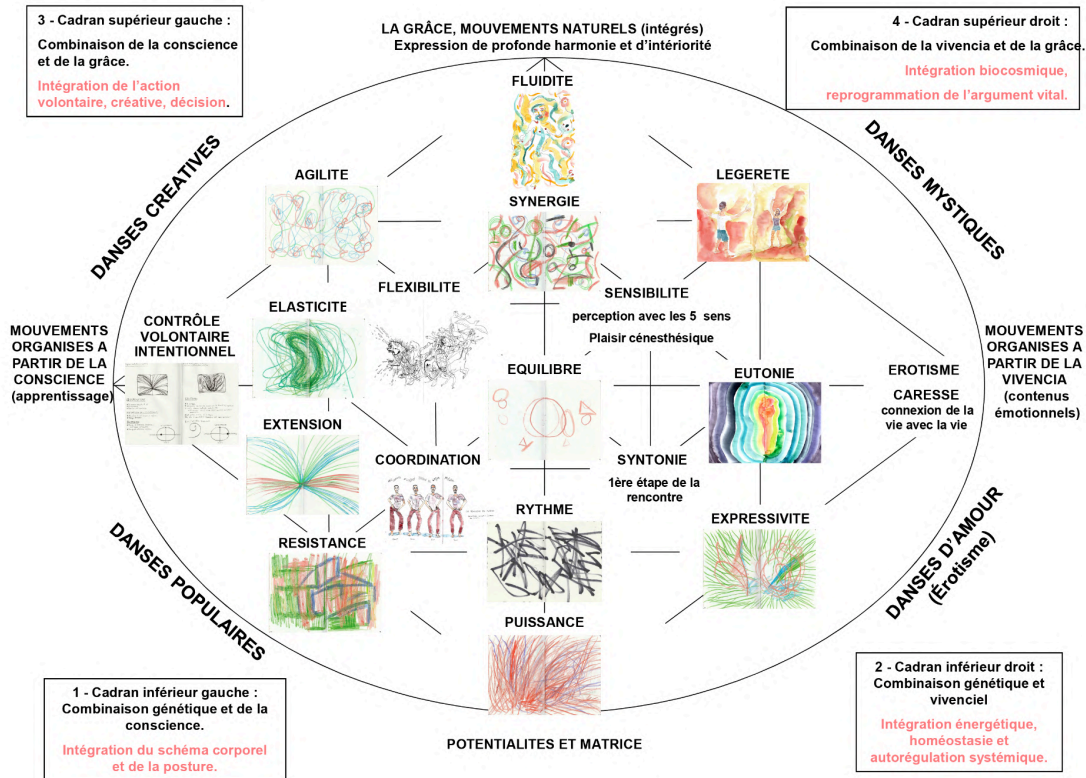 3 - Cadran supérieur gauche :
Combinaison de la conscience
et de la grâce.
Intégration de l'action
volontaire, créative, décision.
LA GRÂCE, MOUVEMENTS NATURELS (intégrés)
Expression de profonde harmonie et d'intériorité
4 - Cadran supérieur droit :
Combinaison de la vivencia et de la grâce.
Intégration biocosmique,
reprogrammation de l'argument vital.
FLUIDITE
DANSES CREATIVES
DANSES MYSTIQUES
AGILITE
LEGERETE
SYNERGIE
FLEXIBILITE
SENSIBILITE
perception avec les 5 sens
Plaisir cénesthésique
ELASTICITE
CONTRÔLE
VOLONTAIRE
INTENTIONNEL
MOUVEMENTS
ORGANISES A
PARTIR DE LA
CONSCIENCE
(apprentissage)
EQUILIBRE
EUTONIE
EROTISME
CARESSE
connexion de la
vie avec la vie
MOUVEMENTS
ORGANISES A
PARTIR DE LA
VIVENCIA
(contenus
émotionnels)
EXTENSION
COORDINATION
SYNTONIE
1ère étape de la
rencontre
RYTHME
EXPRESSIVITE
RESISTANCE
DANSES POPULAIRES
DANSES D'AMOUR
(Érotisme)
PUISSANCE
1 - Cadran inférieur gauche :
Combinaison génétique et de la
conscience.
Intégration du schéma corporel
et de la posture.
POTENTIALITES ET MATRICE
2 - Cadran inférieur droit :
Combinaison génétique et
vivenciel
Intégration énergétique,
homéostasie et
autorégulation systémique.